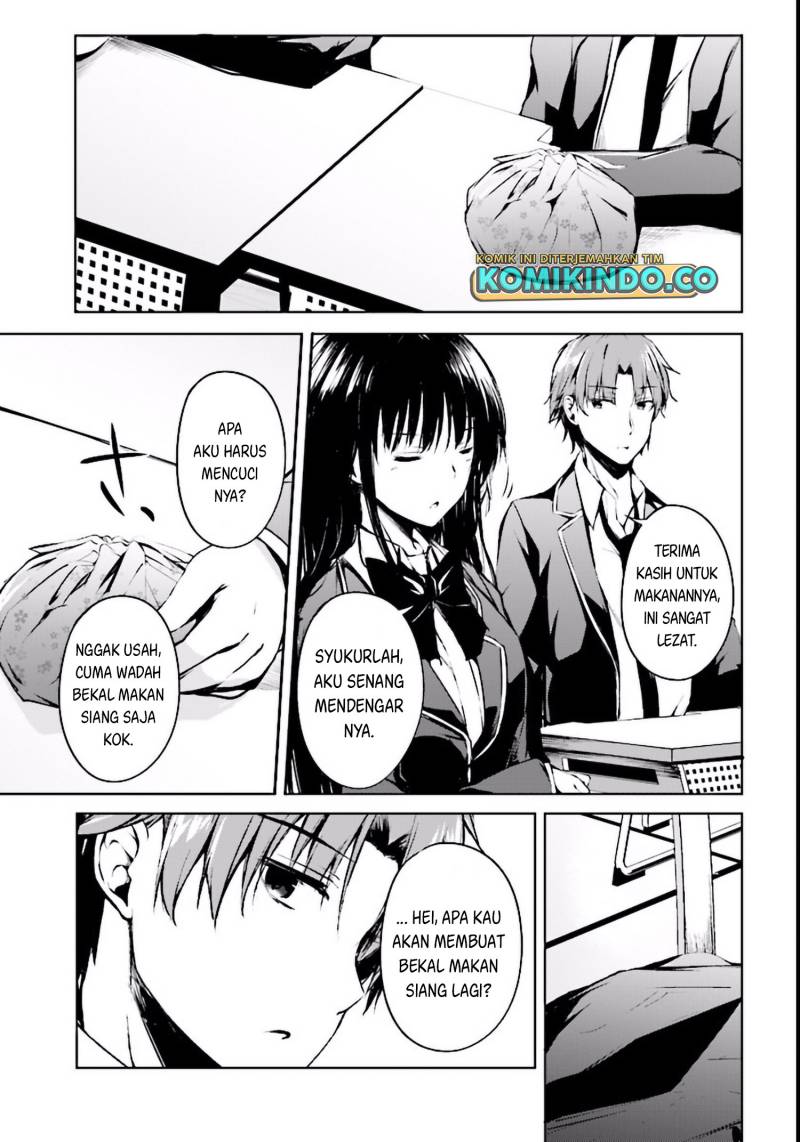 KOMIK INI DITERJEMAHKAN TIM
KOMIKINDO.CO
TERIMA
KASIH UNTUK
MAKANANNYA,
INI SANGAT
LEZAT.
SYUKURLAH,
AKU SENANG
MENDENGAR
NYA.
APA
AKU HARUS
MENCUCI
NYA?
NGGAK USAH,
CUMA WADAH
BEKAL MAKAN
SIANG SAJA
KOK.
... HEI, APA KAU
AKAN MEMBUAT
BEKAL MAKAN
SIANG LAGI?